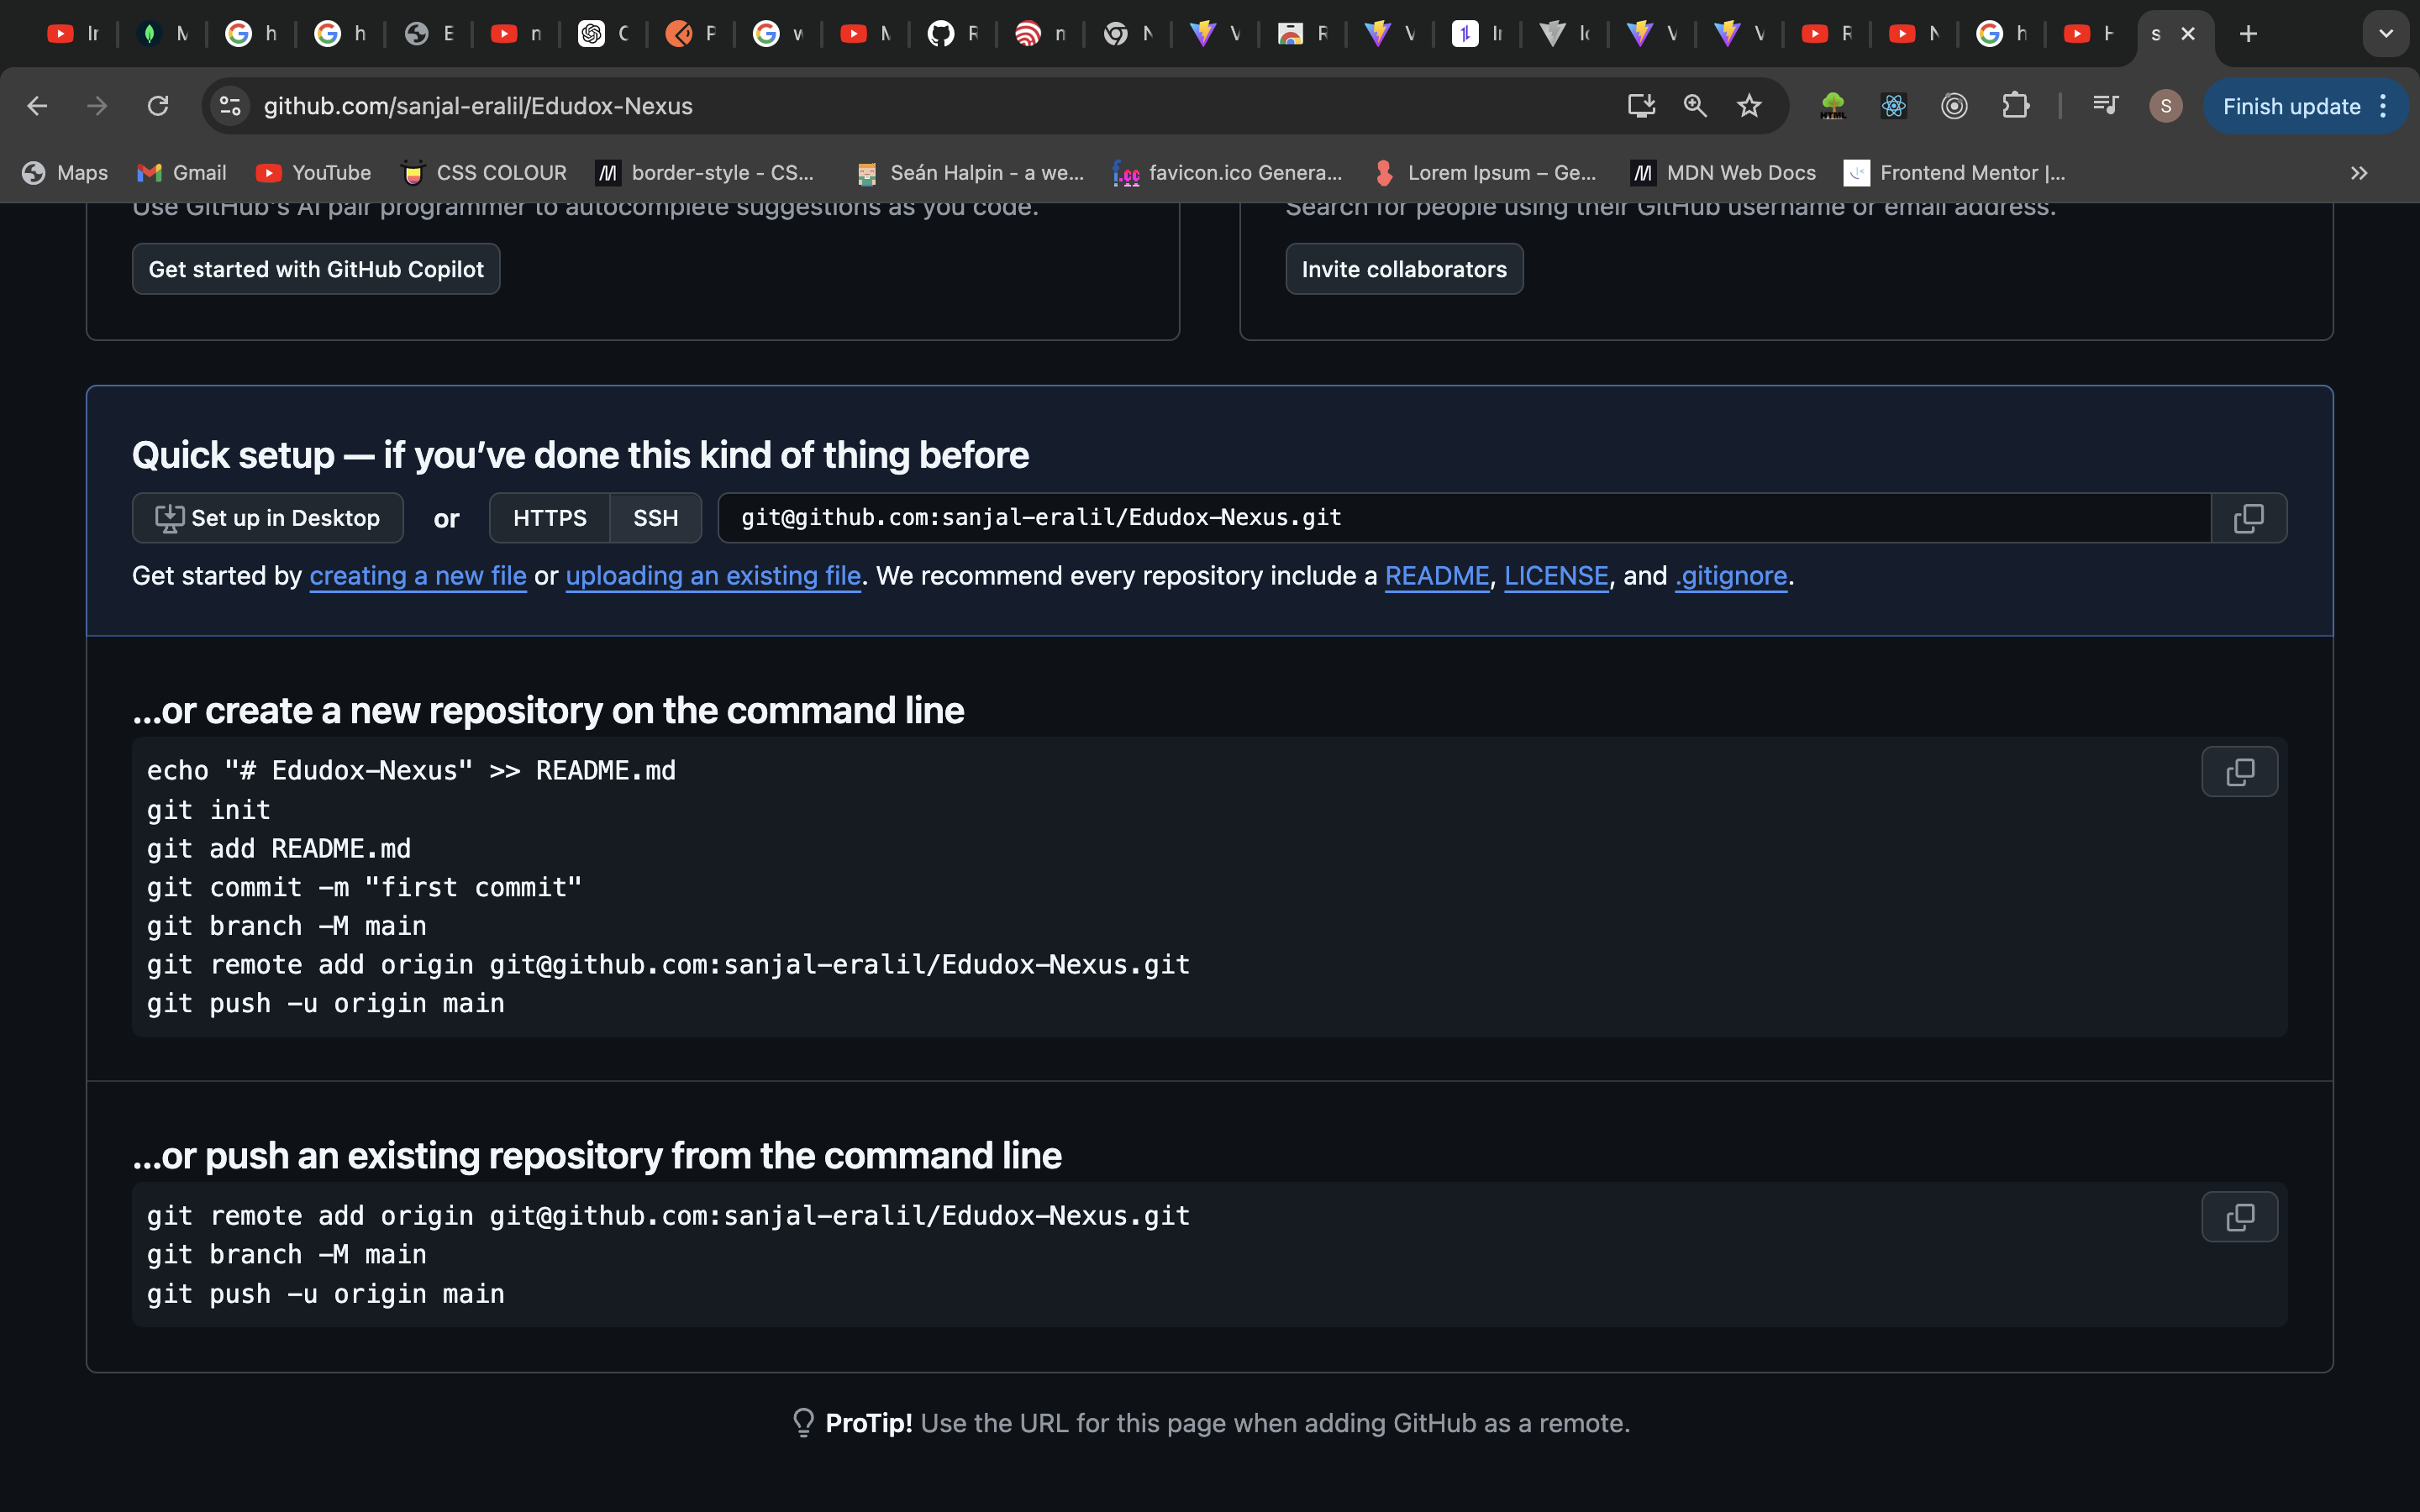 In
M
h
h
E
n
C
P
w
M
R
n
N
V
R
V
In
lo
V
V
R
N
h
H
s
github.com/sanjal-eralil/Edudox-Nexus
S
Finish update
Maps
Gmail
YouTube
CSS COLOUR
border-style - CS...
Seán Halpin - a we...
favicon.ico Genera...
Lorem Ipsum – Ge...
MDN Web Docs
Frontend Mentor |...
Use GitHub's AI pair programmer to autocomplete suggestions as you code.
Get started with GitHub Copilot
Search for people using their GitHub username or email address.
Invite collaborators
Quick setup — if you’ve done this kind of thing before
Set up in Desktop or HTTPS SSH git@github.com:sanjal-eralil/Edudox-Nexus.git
Get started by creating a new file or uploading an existing file. We recommend every repository include a README, LICENSE, and .gitignore.
...or create a new repository on the command line
echo "# Edudox-Nexus" >> README.md
git init
git add README.md
git commit -m "first commit"
git branch -M main
git remote add origin git@github.com:sanjal-eralil/Edudox-Nexus.git
git push -u origin main
...or push an existing repository from the command line
git remote add origin git@github.com:sanjal-eralil/Edudox-Nexus.git
git branch -M main
git push -u origin main
ProTip! Use the URL for this page when adding GitHub as a remote.